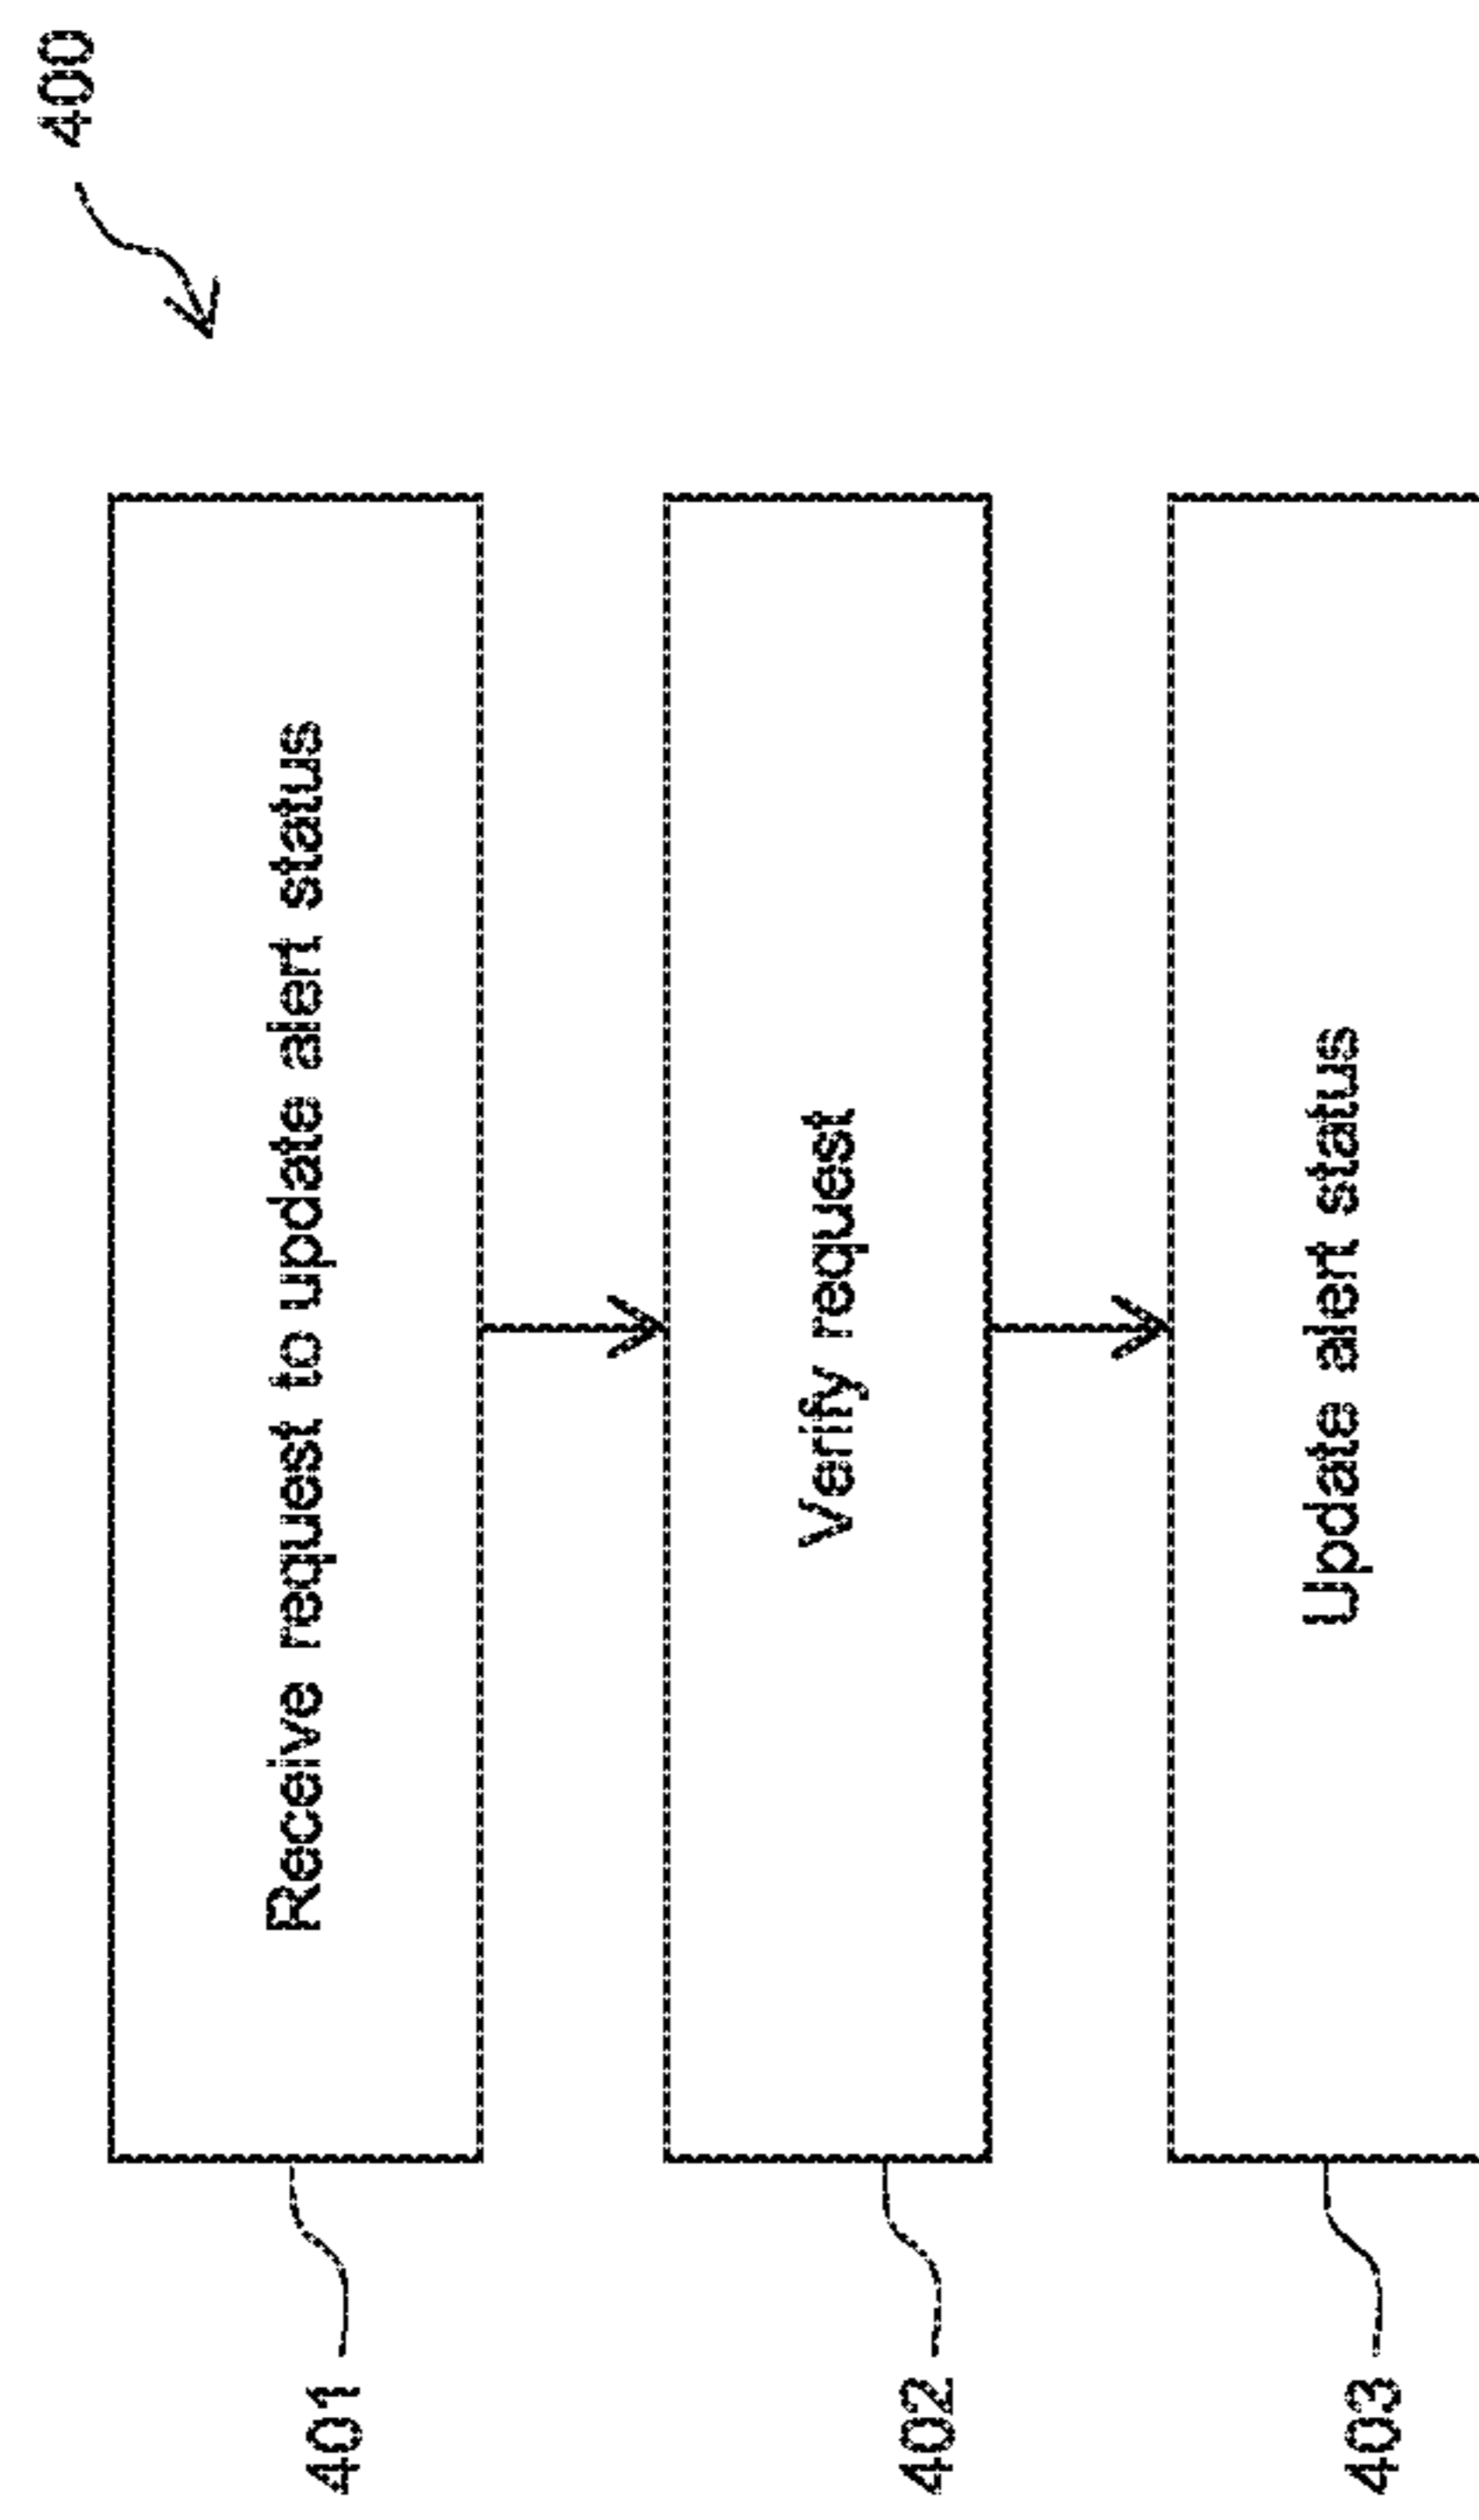 400
401
Receive request to update alert status
402
Verify request
403
Update alert status